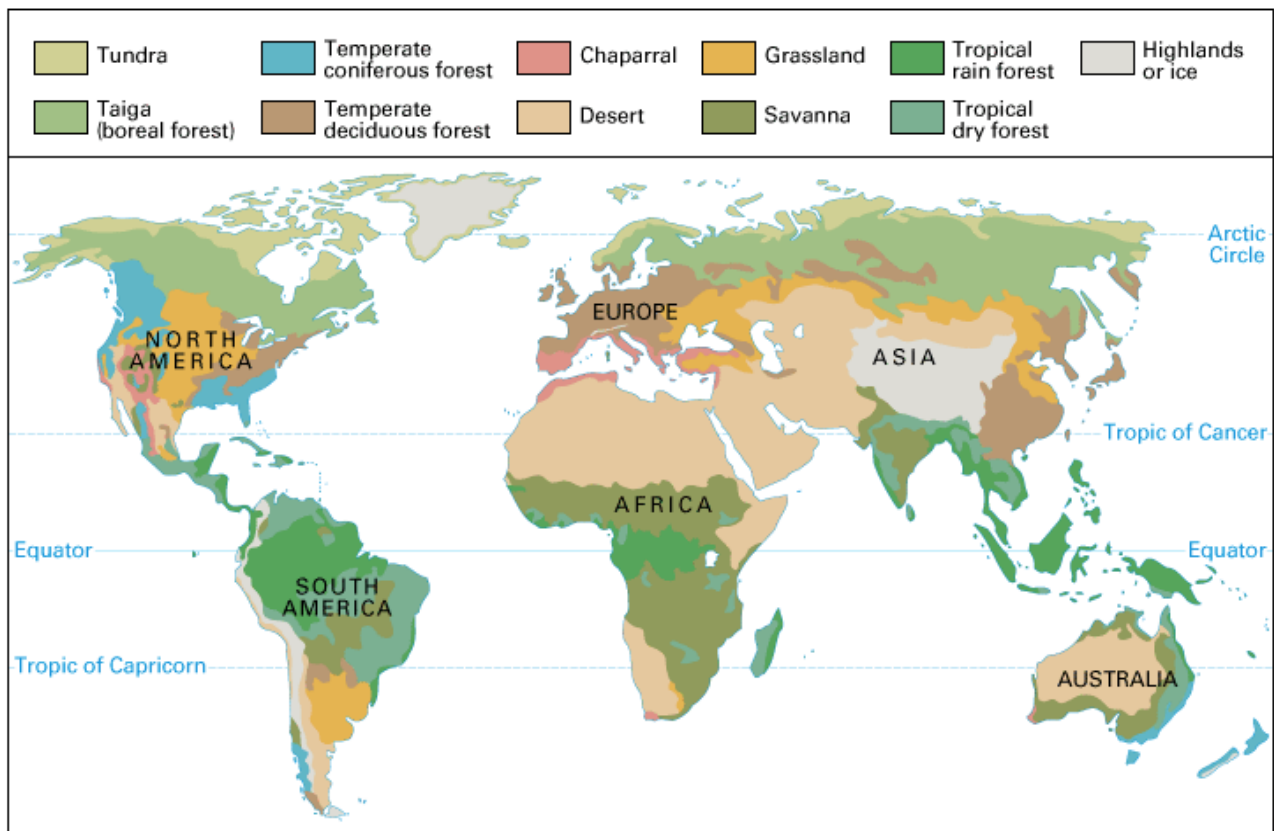 Tundra
Temperate
coniferous forest
Chaparral
Grassland
Tropical
rain forest
Highlands
or ice
Taiga
(boreal forest)
Temperate
deciduous forest
Desert
Savanna
Tropical
dry forest
Arctic
Circle
EUROPE
NORTH
AMERICA
ASIA
Tropic of Cancer
AFRICA
Equator
Equator
SOUTH
AMERICA
Tropic of Capricorn
AUSTRALIA